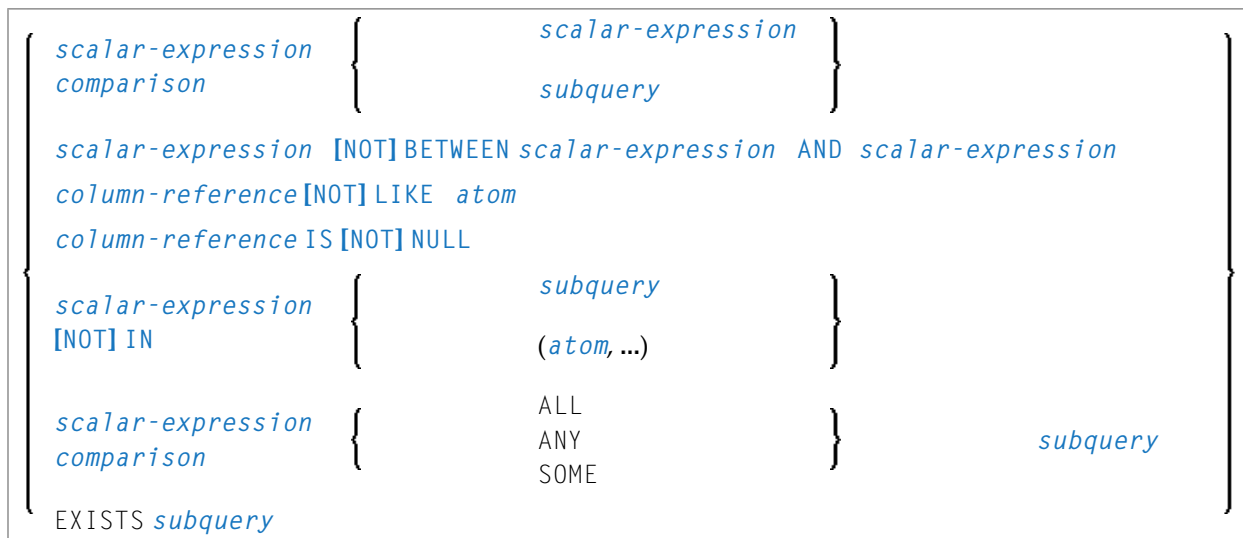 scalar-expression
comparison
scalar-expression
subquery
scalar-expression [NOT] BETWEEN scalar-expression AND scalar-expression
column-reference [NOT] LIKE atom
column-reference IS [NOT] NULL
scalar-expression
[NOT] IN
subquery
(atom, ...)
scalar-expression
comparison
ALL
ANY
SOME
subquery
EXISTS subquery